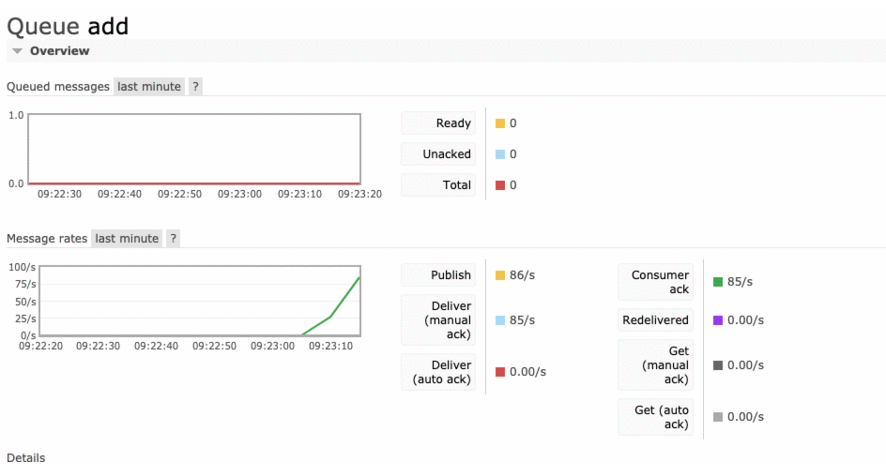 Queue add
Overview
Queued messages last minute ?
1.0
0.0
09:22:30 09:22:40 09:22:50 09:23:00 09:23:10 09:23:20
Ready 0
Unacked 0
Total 0
Message rates last minute ?
100/s
75/s
50/s
25/s
0/s
09:22:20 09:22:30 09:22:40 09:22:50 09:23:00 09:23:10
Publish 86/s
Deliver
(manual
ack)
85/s
Deliver
(auto ack)
0.00/s
Consumer
ack
85/s
Redelivered 0.00/s
Get
(manual
ack)
0.00/s
Get (auto
ack)
0.00/s
Details